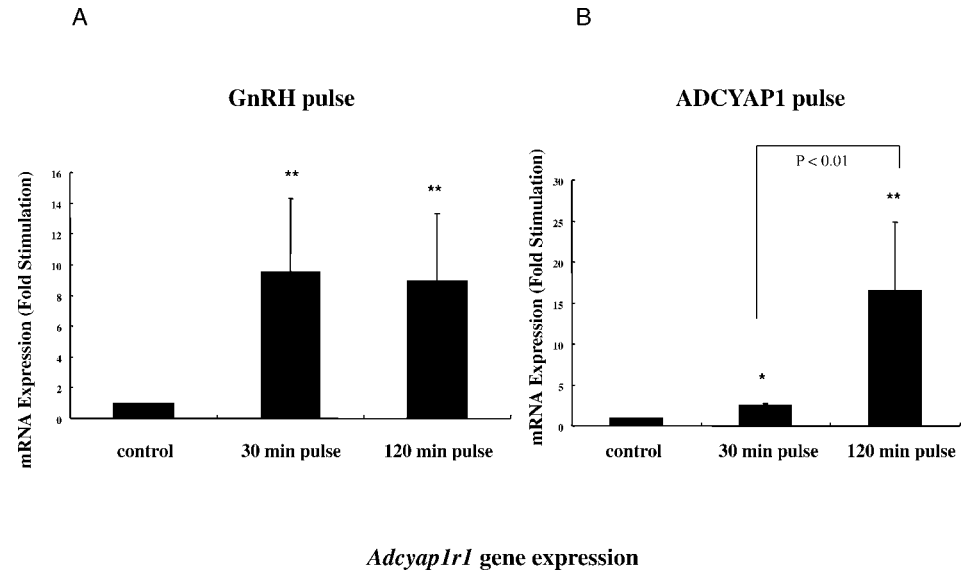 A
GnRH pulse
mRNA Expression (Fold Stimulation)
16
14
12
10
8
6
4
2
0
**
**
control
30 min pulse
120 min pulse
B
ADCYAP1 pulse
P < 0.01
mRNA Expression (Fold Stimulation)
30
25
20
15
10
5
0
*
**
control
30 min pulse
120 min pulse
Adcyap1r1 gene expression